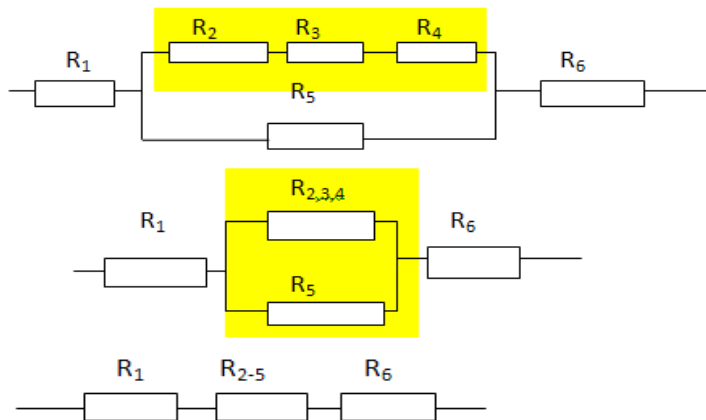 R₂ R₃ R₄
R₁ R₆
R₅
R₂,₃,₄
R₁ R₆
R₅
R₁ R₂₋₅ R₆